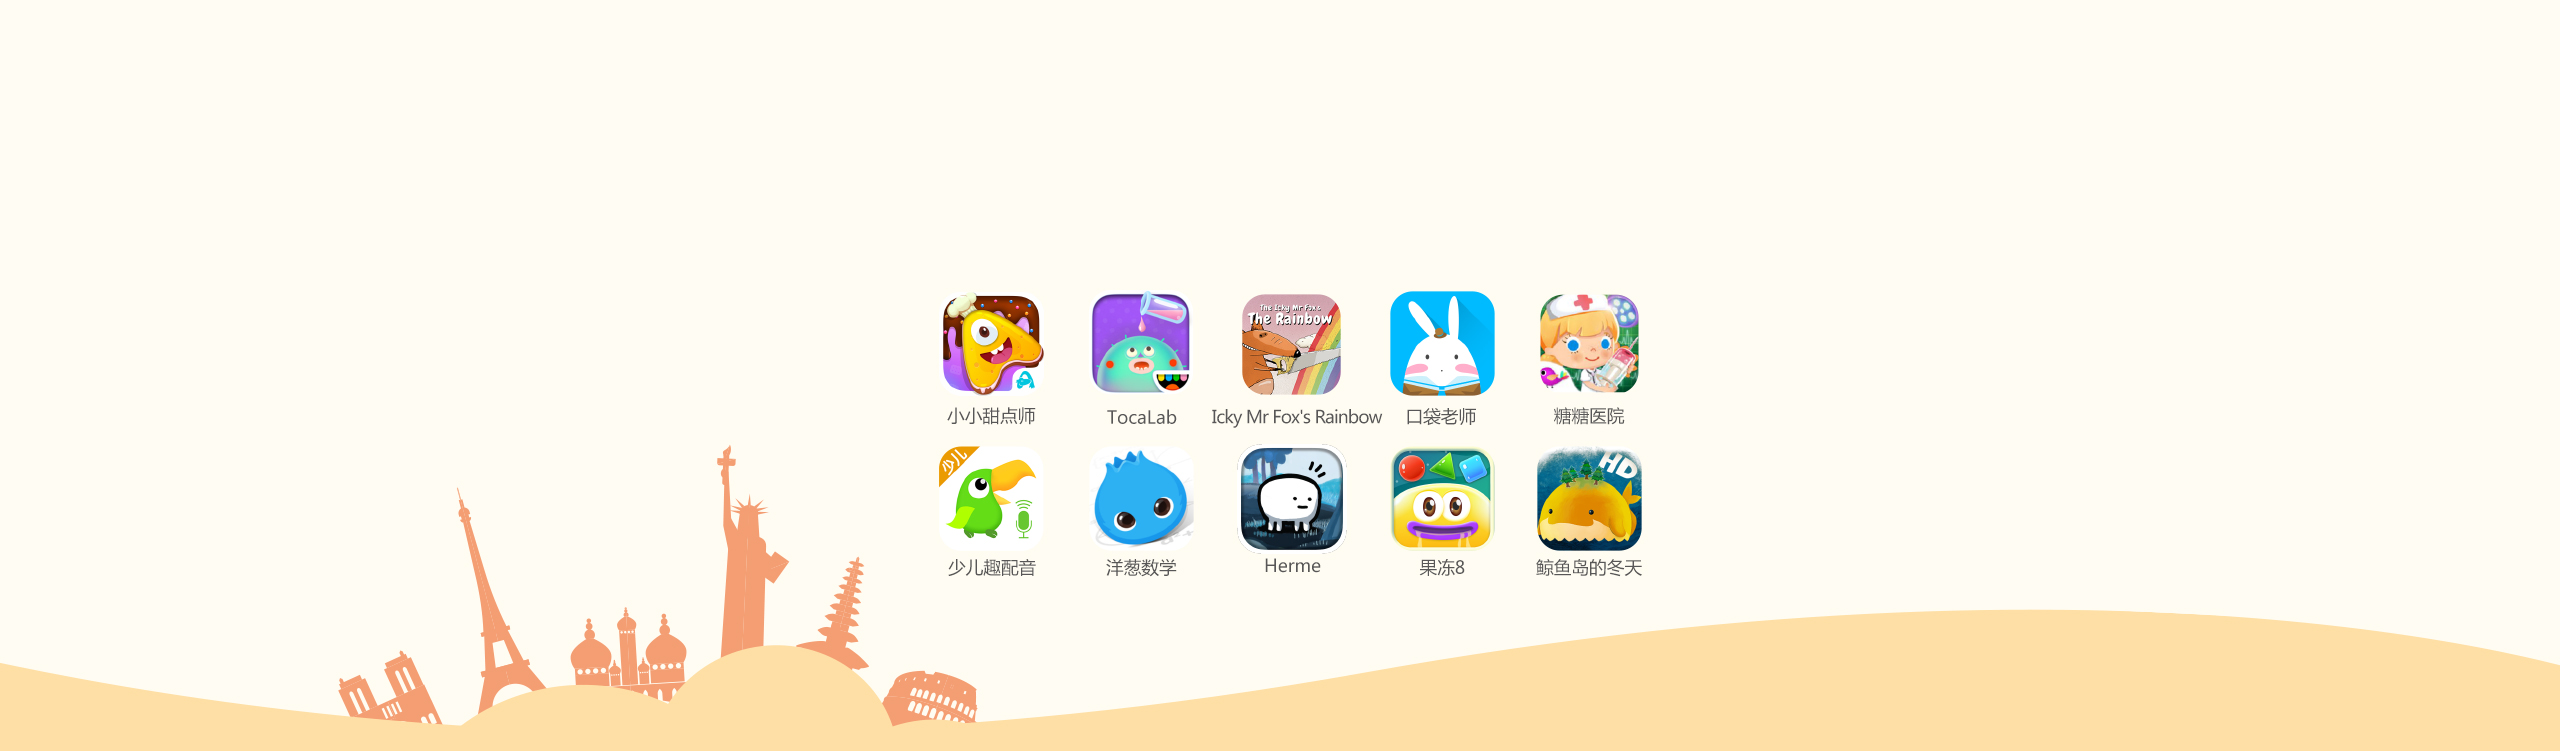 The Icky Mr Fox's
The Rainbow
小小甜点师
TocaLab
Icky Mr Fox's Rainbow
口袋老师
糖糖医院
少儿
HD
少儿趣配音
洋葱数学
Herme
果冻8
鲸鱼岛的冬天